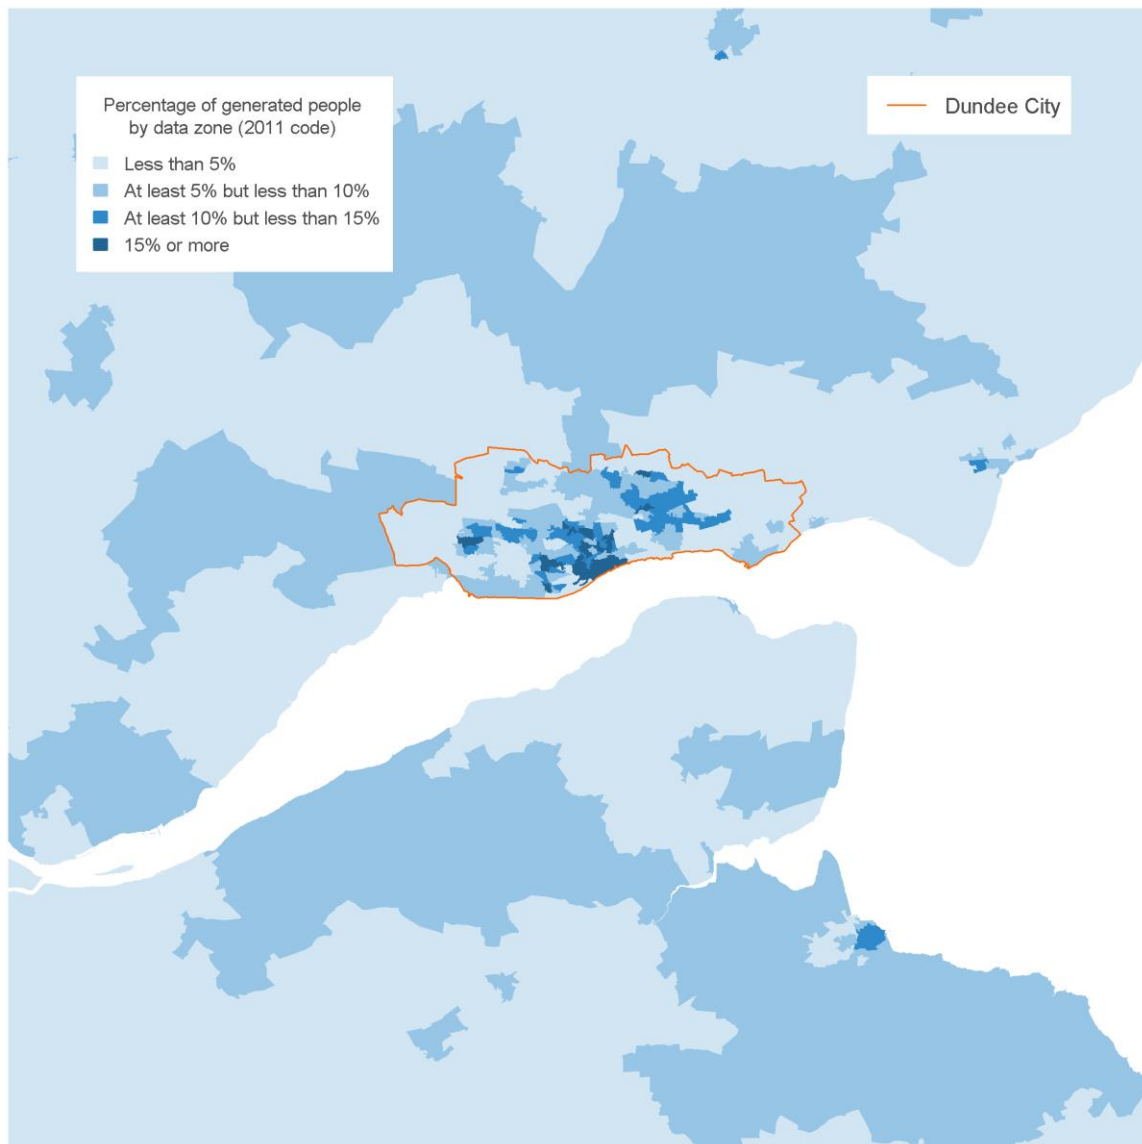 Percentage of generated people
by data zone (2011 code)
Less than 5%
At least 5% but less than 10%
At least 10% but less than 15%
15% or more
Dundee City